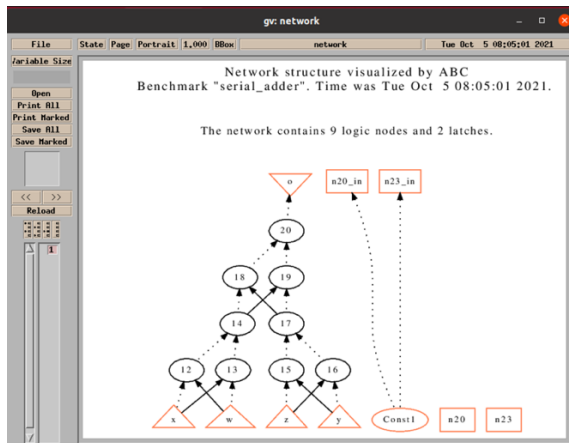 gv: network
File State Page Portrait 1,000 BBox network Tue Oct 5 08:05:01 2021
Variable Size
Open
Print All
Print Marked
Save All
Save Marked
<< >>
Reload
1
Network structure visualized by ABC
Benchmark "serial_adder". Time was Tue Oct 5 08:05:01 2021.
The network contains 9 logic nodes and 2 latches.
o n20_in n23_in
20
18 19
14 17
12 13 15 16
x w z y Const1 n20 n23